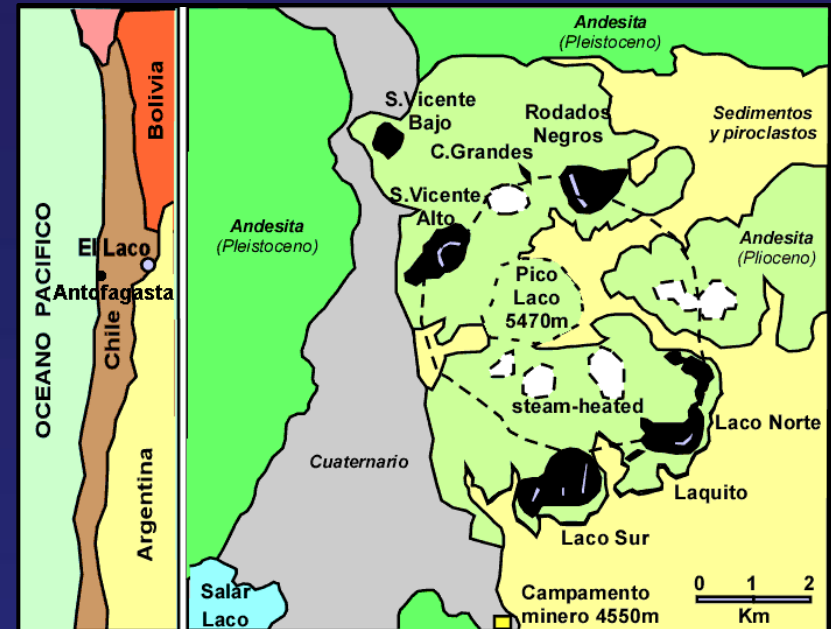 OCEANO PACIFICO
Bolivia
El Laco
Antofagasta
Chile
Argentina
Andesita
(Pleistoceno)
S.Vicente
Bajo
Rodados
Negros
C.Grandes
Sedimentos
y piroclastos
S.Vicente
Alto
Andesita
(Pleistoceno)
Andesita
(Plioceno)
Pico
Laco
5470m
steam-heated
Laco Norte
Cuaternario
Laquito
Laco Sur
Salar
Laco
Campamento
minero 4550m
0 1 2
Km